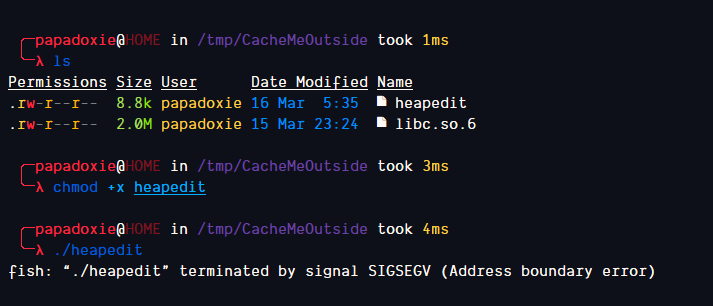 papadoxie@HOME in /tmp/CacheMeOutside took 1ms
λ ls
Permissions Size User     Date Modified Name
.rw-r--r-- 8.8k papadoxie 16 Mar  5:35 heapedit
.rw-r--r-- 2.0M papadoxie 15 Mar 23:24 libc.so.6
papadoxie@HOME in /tmp/CacheMeOutside took 3ms
λ chmod +x heapedit
papadoxie@HOME in /tmp/CacheMeOutside took 4ms
λ ./heapedit
fish: “./heapedit” terminated by signal SIGSEGV (Address boundary error)